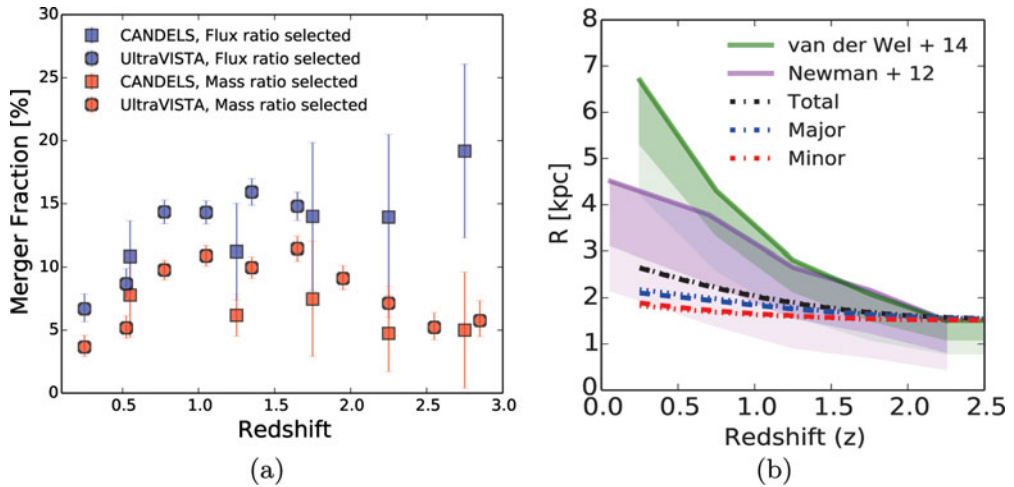 30
25
20
15
10
5
0
Merger Fraction [%]
CANDELS, Flux ratio selected
UltraVISTA, Flux ratio selected
CANDELS, Mass ratio selected
UltraVISTA, Mass ratio selected
0.5 1.0 1.5 2.0 2.5 3.0
Redshift
(a)
8
7
6
5
4
3
2
1
0
R [kpc]
van der Wel + 14
Newman + 12
Total
Major
Minor
0.0 0.5 1.0 1.5 2.0 2.5
Redshift (z)
(b)